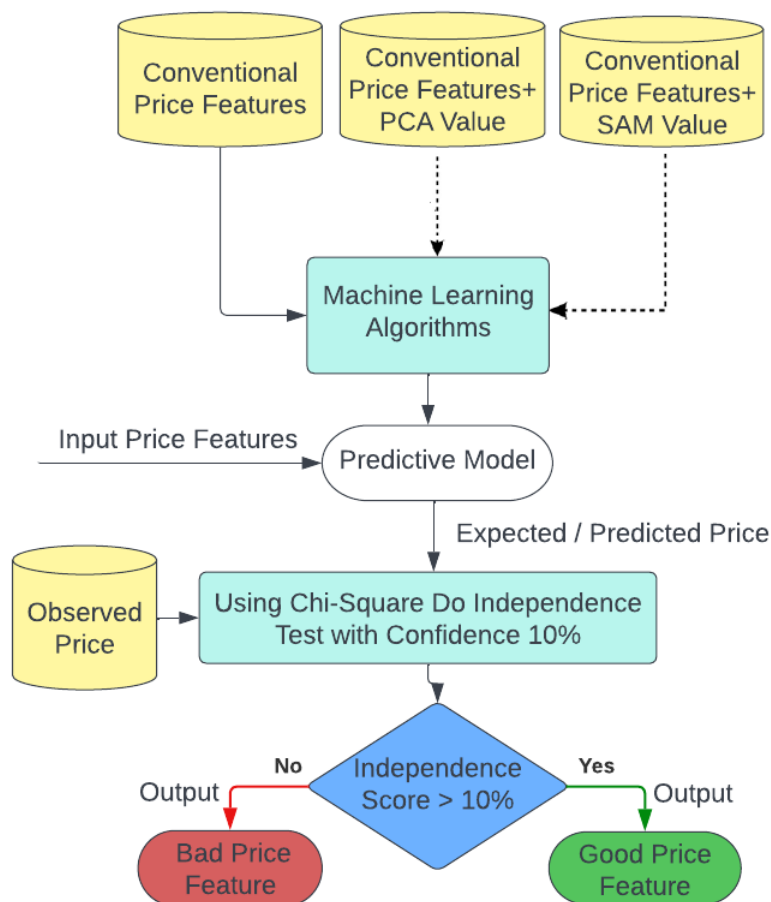 Conventional
Price Features
Conventional
Price Features+
PCA Value
Conventional
Price Features+
SAM Value
Machine Learning
Algorithms
Input Price Features
Predictive Model
Expected / Predicted Price
Observed
Price
Using Chi-Square Do Independence
Test with Confidence 10%
Independence
Score > 10%
No
Yes
Output
Output
Bad Price
Feature
Good Price
Feature